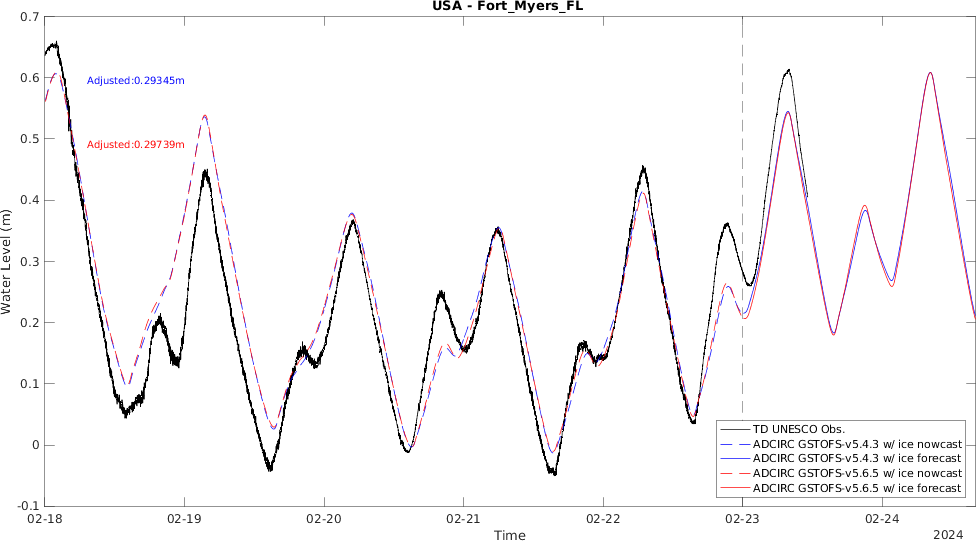 USA - Fort_Myers_FL
0.7
0.6
0.5
0.4
0.3
0.2
0.1
0
-0.1
Water Level (m)
Adjusted:0.29345m
Adjusted:0.29739m
TD UNESCO Obs.
ADCIRC GSTOFS-v5.4.3 w/ ice nowcast
ADCIRC GSTOFS-v5.4.3 w/ ice forecast
ADCIRC GSTOFS-v5.6.5 w/ ice nowcast
ADCIRC GSTOFS-v5.6.5 w/ ice forecast
02-18 02-19 02-20 02-21 02-22 02-23 02-24
Time
2024